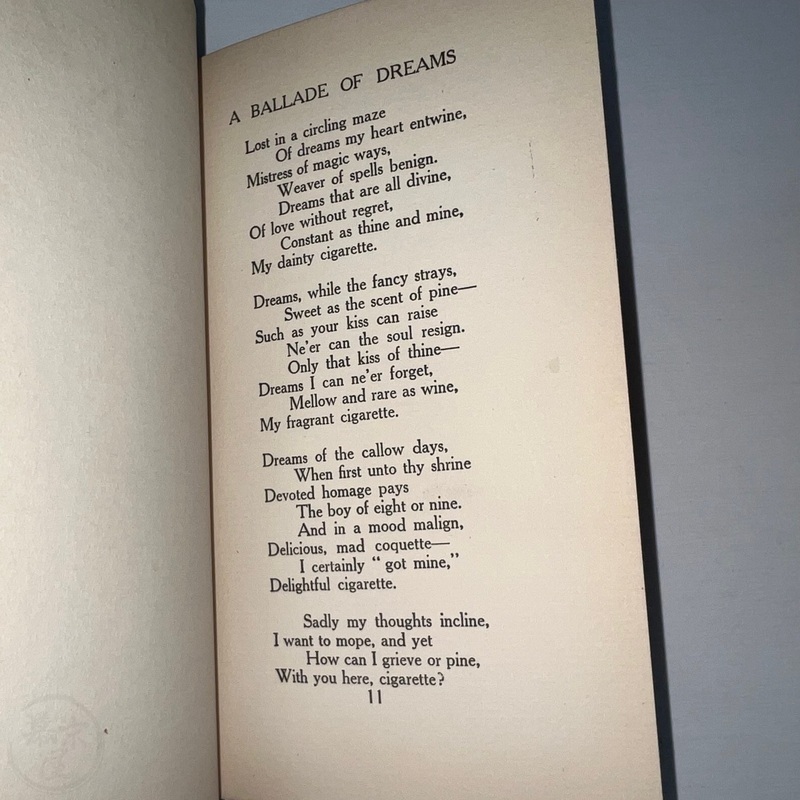 A BALLADE OF DREAMS
Lost in a circling maze
Of dreams my heart entwine,
Mistress of magic ways,
Weaver of spells benign.
Dreams that are all divine,
Of love without regret,
Constant as thine and mine,
My dainty cigarette.
Dreams, while the fancy strays,
Sweet as the scent of pine—
Such as your kiss can raise
Ne'er can the soul resign.
Only that kiss of thine—
Dreams I can ne'er forget,
Mellow and rare as wine,
My fragrant cigarette.
Dreams of the callow days,
When first unto thy shrine
Devoted homage pays
The boy of eight or nine.
And in a mood malign,
Delicious, mad coquette—
I certainly “ got mine,”
Delightful cigarette.
Sadly my thoughts incline,
I want to mope, and yet
How can I grieve or pine,
With you here, cigarette?
11